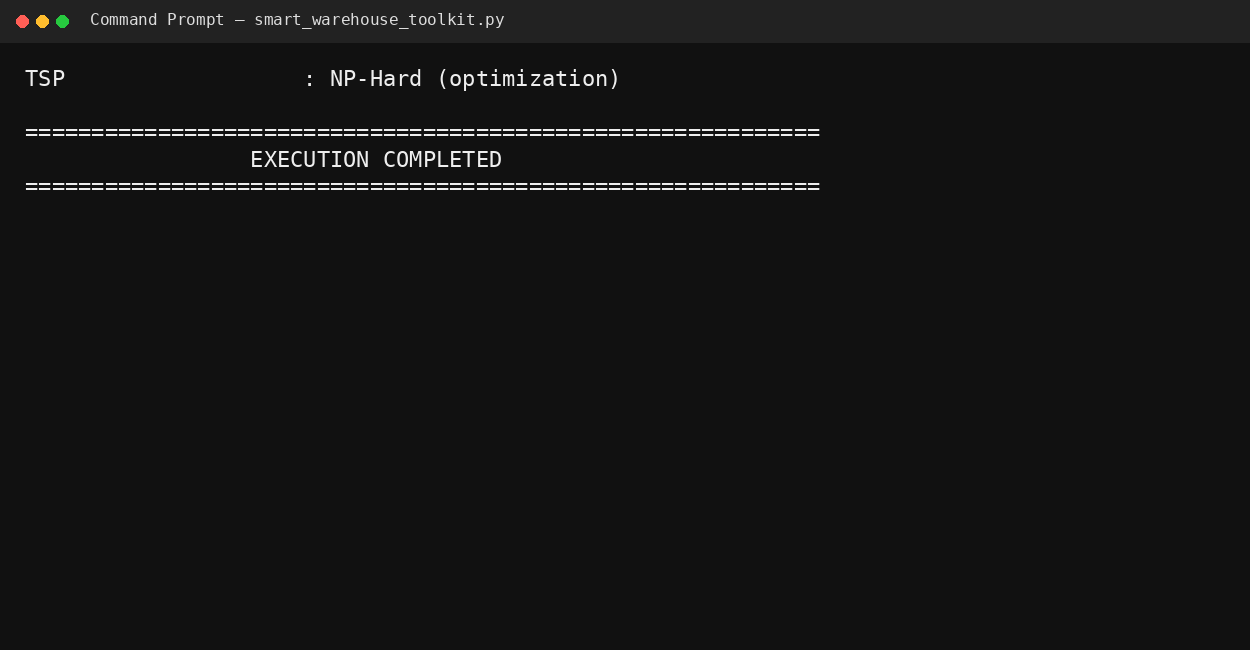 Command Prompt – smart_warehouse_toolkit.py
TSP                  : NP-Hard (optimization)
============================================================
                 EXECUTION COMPLETED
============================================================